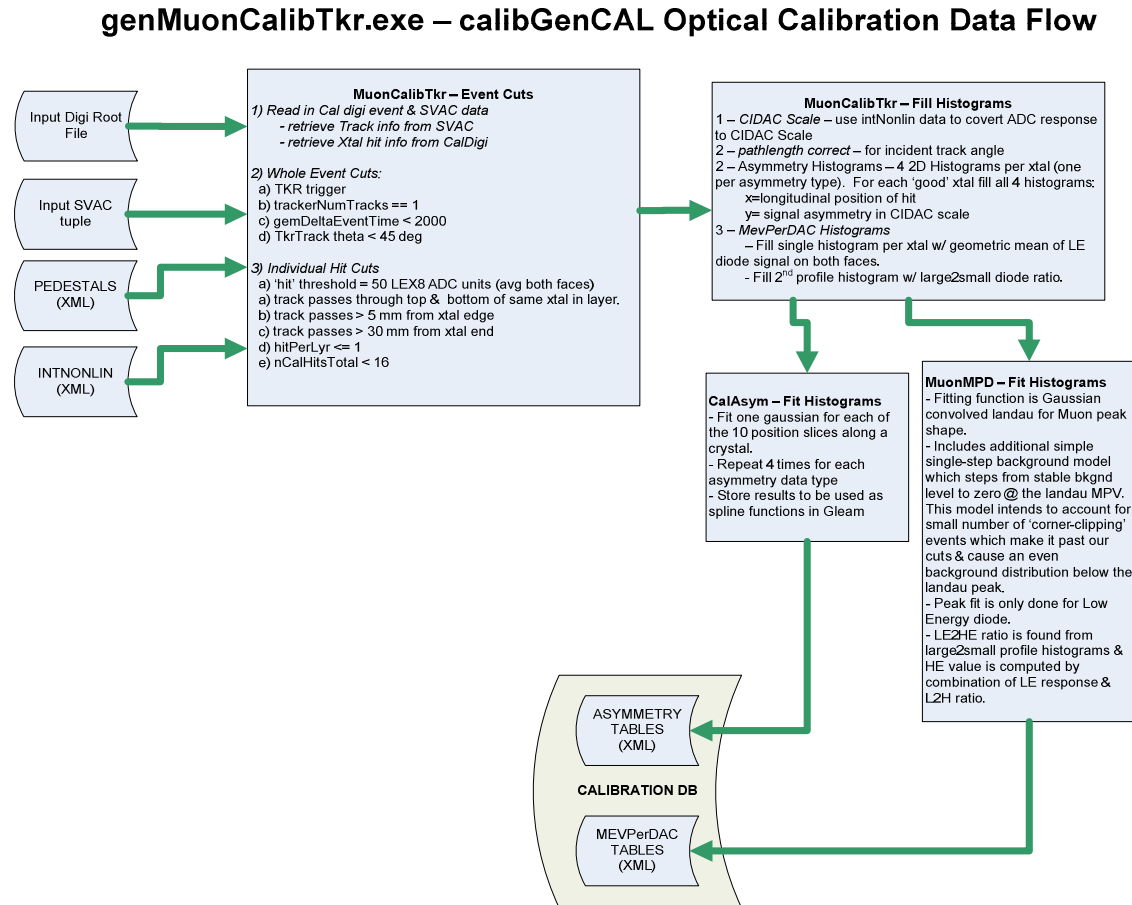 genMuonCalibTkr.exe – calibGenCAL Optical Calibration Data Flow
Input Digi Root
File
Input SVAC
tuple
PEDESTALS
(XML)
INTNONLIN
(XML)
MuonCalibTkr – Event Cuts
1) Read in Cal digi event & SVAC data
- retrieve Track info from SVAC
- retrieve Xtal hit info from CalDigi
2) Whole Event Cuts:
a) TKR trigger
b) trackerNumTracks == 1
c) gemDeltaEventTime < 2000
d) TkrTrack theta < 45 deg
3) Individual Hit Cuts
a) ‘hit’ threshold = 50 LEX8 ADC units (avg both faces)
a) track passes through top & bottom of same xtal in layer.
b) track passes > 5 mm from xtal edge
c) track passes > 30 mm from xtal end
d) hitPerLyr <= 1
e) nCalHitsTotal < 16
MuonCalibTkr – Fill Histograms
1 – CIDAC Scale – use intNonlin data to covert ADC response
to CIDAC Scale
2 – pathlength correct – for incident track angle
2 – Asymmetry Histograms – 4 2D Histograms per xtal (one
per asymmetry type). For each ‘good’ xtal fill all 4 histograms:
x=longitudinal position of hit
y= signal asymmetry in CIDAC scale
3 – MevPerDAC Histograms
– Fill single histogram per xtal w/ geometric mean of LE
diode signal on both faces.
- Fill 2nd profile histogram w/ large2small diode ratio.
CalAsym – Fit Histograms
- Fit one gaussian for each of
the 10 position slices along a
crystal.
- Repeat 4 times for each
asymmetry data type
- Store results to be used as
spline functions in Gleam
MuonMPD – Fit Histograms
- Fitting function is Gaussian
convolved landau for Muon peak
shape.
- Includes additional simple
single-step background model
which steps from stable bkgnd
level to zero @ the landau MPV.
This model intends to account for
small number of ‘corner-clipping’
events which make it past our
cuts & cause an even
background distribution below the
landau peak.
- Peak fit is only done for Low
Energy diode.
- LE2HE ratio is found from
large2small profile histograms &
HE value is computed by
combination of LE response &
L2H ratio.
ASYMMETRY
TABLES
(XML)
CALIBRATION DB
MEVPerDAC
TABLES
(XML)